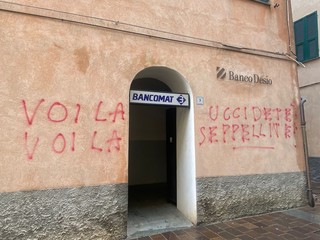 Banco Desio
BANCOMAT
VOI LA UCCIDETE
VOI LA SEPPELLITE!